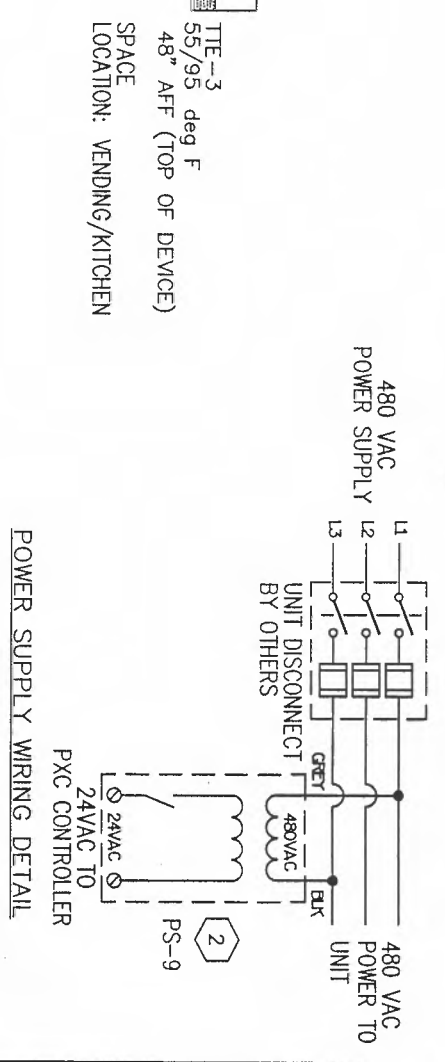 TTE-3
55/95 deg F
48" AFF (TOP OF DEVICE)
SPACE
LOCATION: VENDING/KITCHEN
480 VAC
POWER SUPPLY
L1
L2
L3
UNIT DISCONNECT
BY OTHERS
480 VAC
POWER TO
UNIT
GREY
BLK
480VAC
24VAC
24VAC TO
PXC CONTROLLER
2
PS-9
POWER SUPPLY WIRING DETAIL